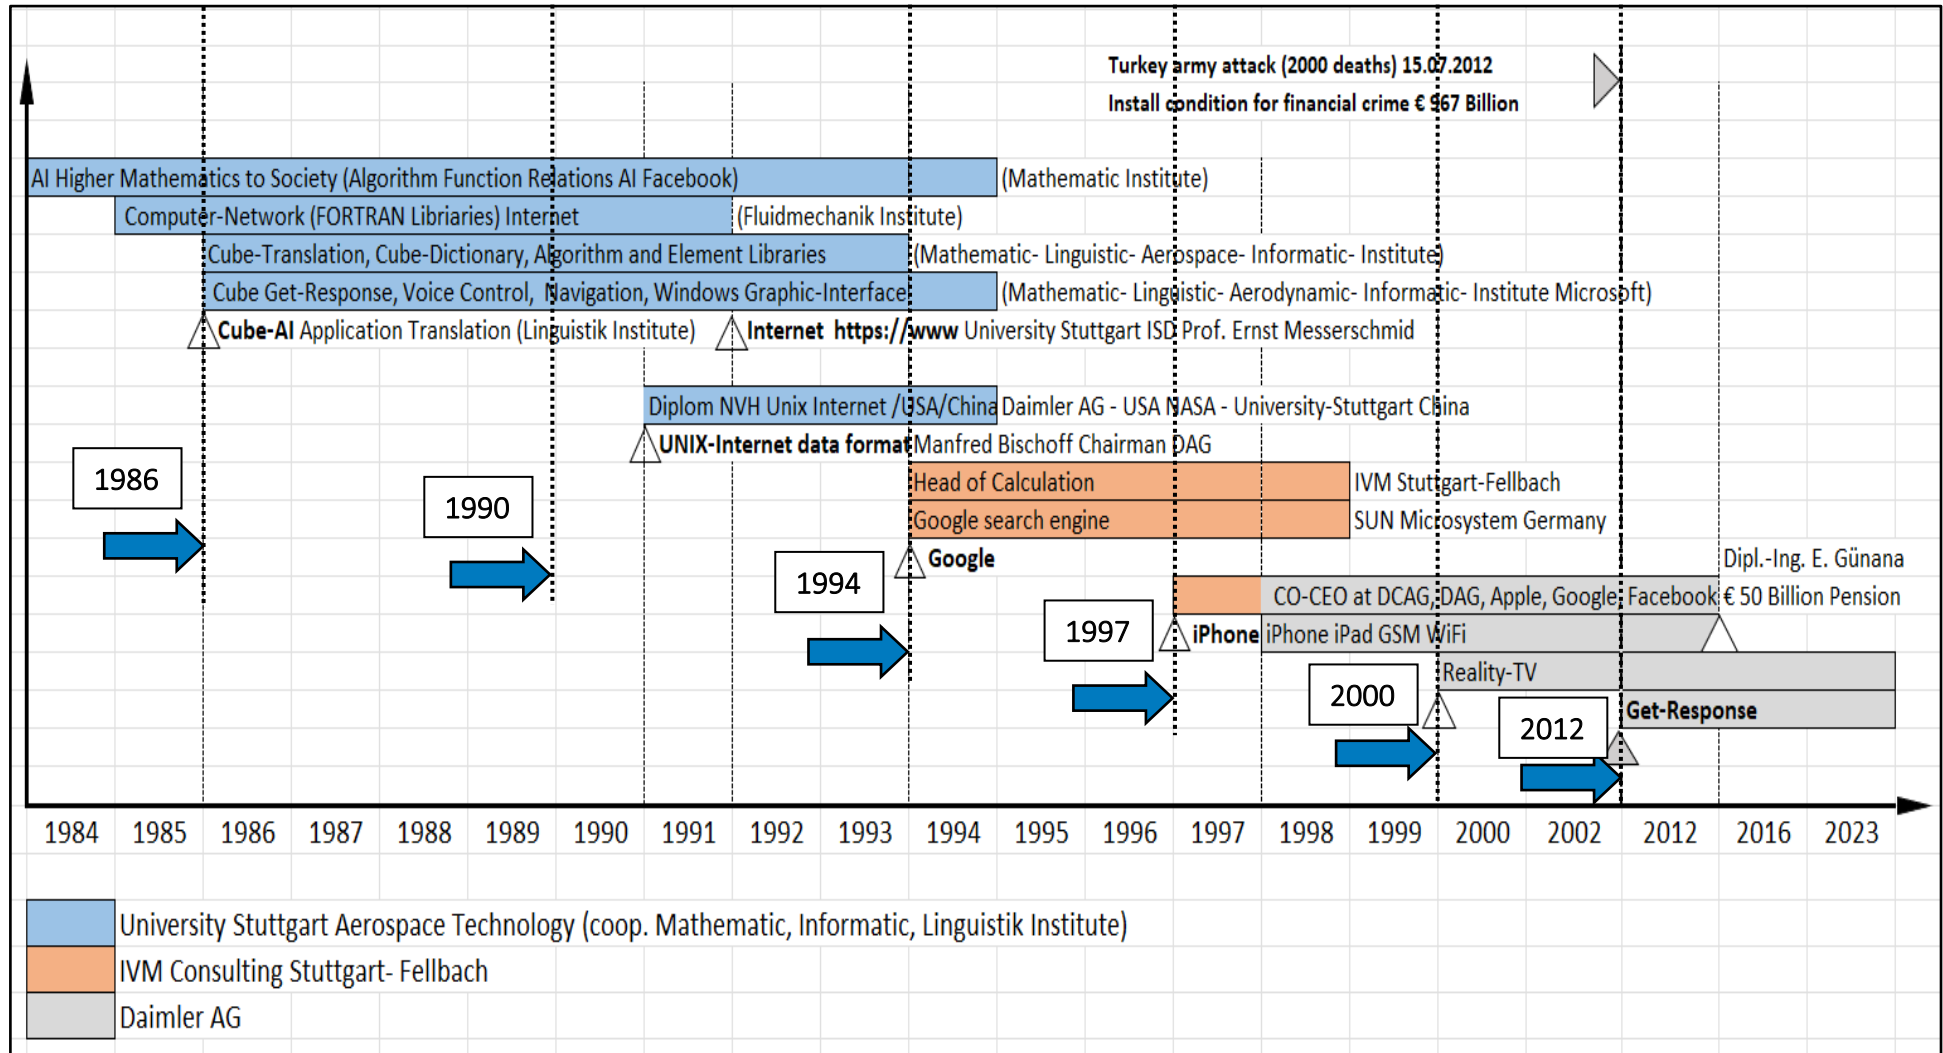 Turkey army attack (2000 deaths) 15.07.2012
Install condition for financial crime € 967 Billion
AI Higher Mathematics to Society (Algorithm Function Relations AI Facebook) (Mathematic Institute)
Computer-Network (FORTRAN Libriaries) Internet (Fluidmechanik Institute)
Cube-Translation, Cube-Dictionary, Algorithm and Element Libraries (Mathematic- Linguistic- Aerospace- Informatic- Institute)
Cube Get-Response, Voice Control, Navigation, Windows Graphic-Interface (Mathematic- Linguistic- Aerodynamic- Informatic- Institute Microsoft)
Cube-AI Application Translation (Linguistik Institute) Internet https://www University Stuttgart ISD Prof. Ernst Messerschmid
Diplom NVH Unix Internet /USA/China Daimler AG - USA NASA - University-Stuttgart China
UNIX-Internet data format Manfred Bischoff Chairman DAG
1986
Head of Calculation IVM Stuttgart-Fellbach
1990
Google search engine SUN Microsystem Germany
Google Dipl.-Ing. E. Günana
1994
CO-CEO at DCAG, DAG, Apple, Google, Facebook € 50 Billion Pension
1997
iPhone iPhone iPad GSM WiFi
Reality-TV
2000
Get-Response
2012
1984 1985 1986 1987 1988 1989 1990 1991 1992 1993 1994 1995 1996 1997 1998 1999 2000 2002 2012 2016 2023
University Stuttgart Aerospace Technology (coop. Mathematic, Informatic, Linguistik Institute)
IVM Consulting Stuttgart- Fellbach
Daimler AG